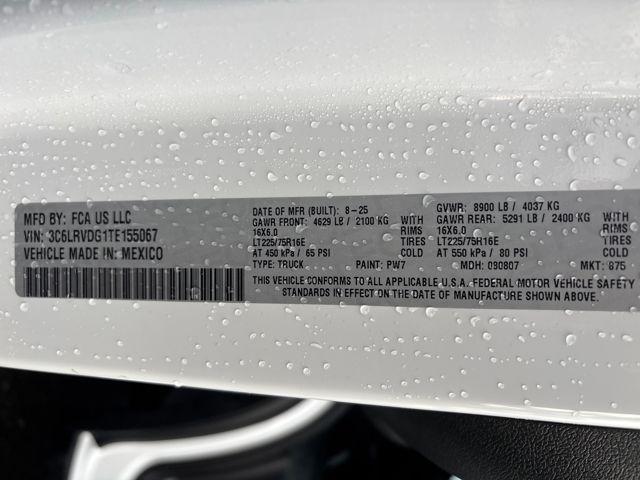 MFD BY: FCA US LLC
VIN: 3C6LRVDG1TE155067
VEHICLE MADE IN: MEXICO
DATE OF MFR (BUILT): 8-25
GAWR FRONT: 4629 LB / 2100 KG WITH
16X6.0 RIMS
LT225/75R16E TIRES
AT 450 kPa / 65 PSI COLD
TYPE: TRUCK PAINT: PW7
GVWR: 8900 LB / 4037 KG
GAWR REAR: 5291 LB / 2400 KG WITH
16X6.0 RIMS
LT225/75R16E TIRES
AT 550 kPa / 80 PSI COLD
MDH: 090807 MKT: 875
THIS VEHICLE CONFORMS TO ALL APPLICABLE U.S.A. FEDERAL MOTOR VEHICLE SAFETY
STANDARDS IN EFFECT ON THE DATE OF MANUFACTURE SHOWN ABOVE.